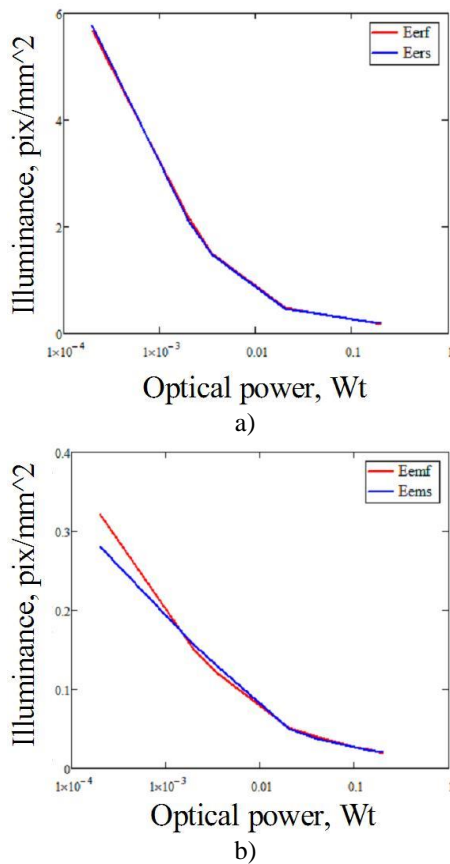 6
Eerf
Eers
4
2
0
Illuminance, pix/mm^2
1×10⁻⁴ 1×10⁻³ 0.01 0.1 1
Optical power, Wt
a)
0.4
Eemf
Eems
0.3
0.2
0.1
0
Illuminance, pix/mm^2
1×10⁻⁴ 1×10⁻³ 0.01 0.1 1
Optical power, Wt
b)